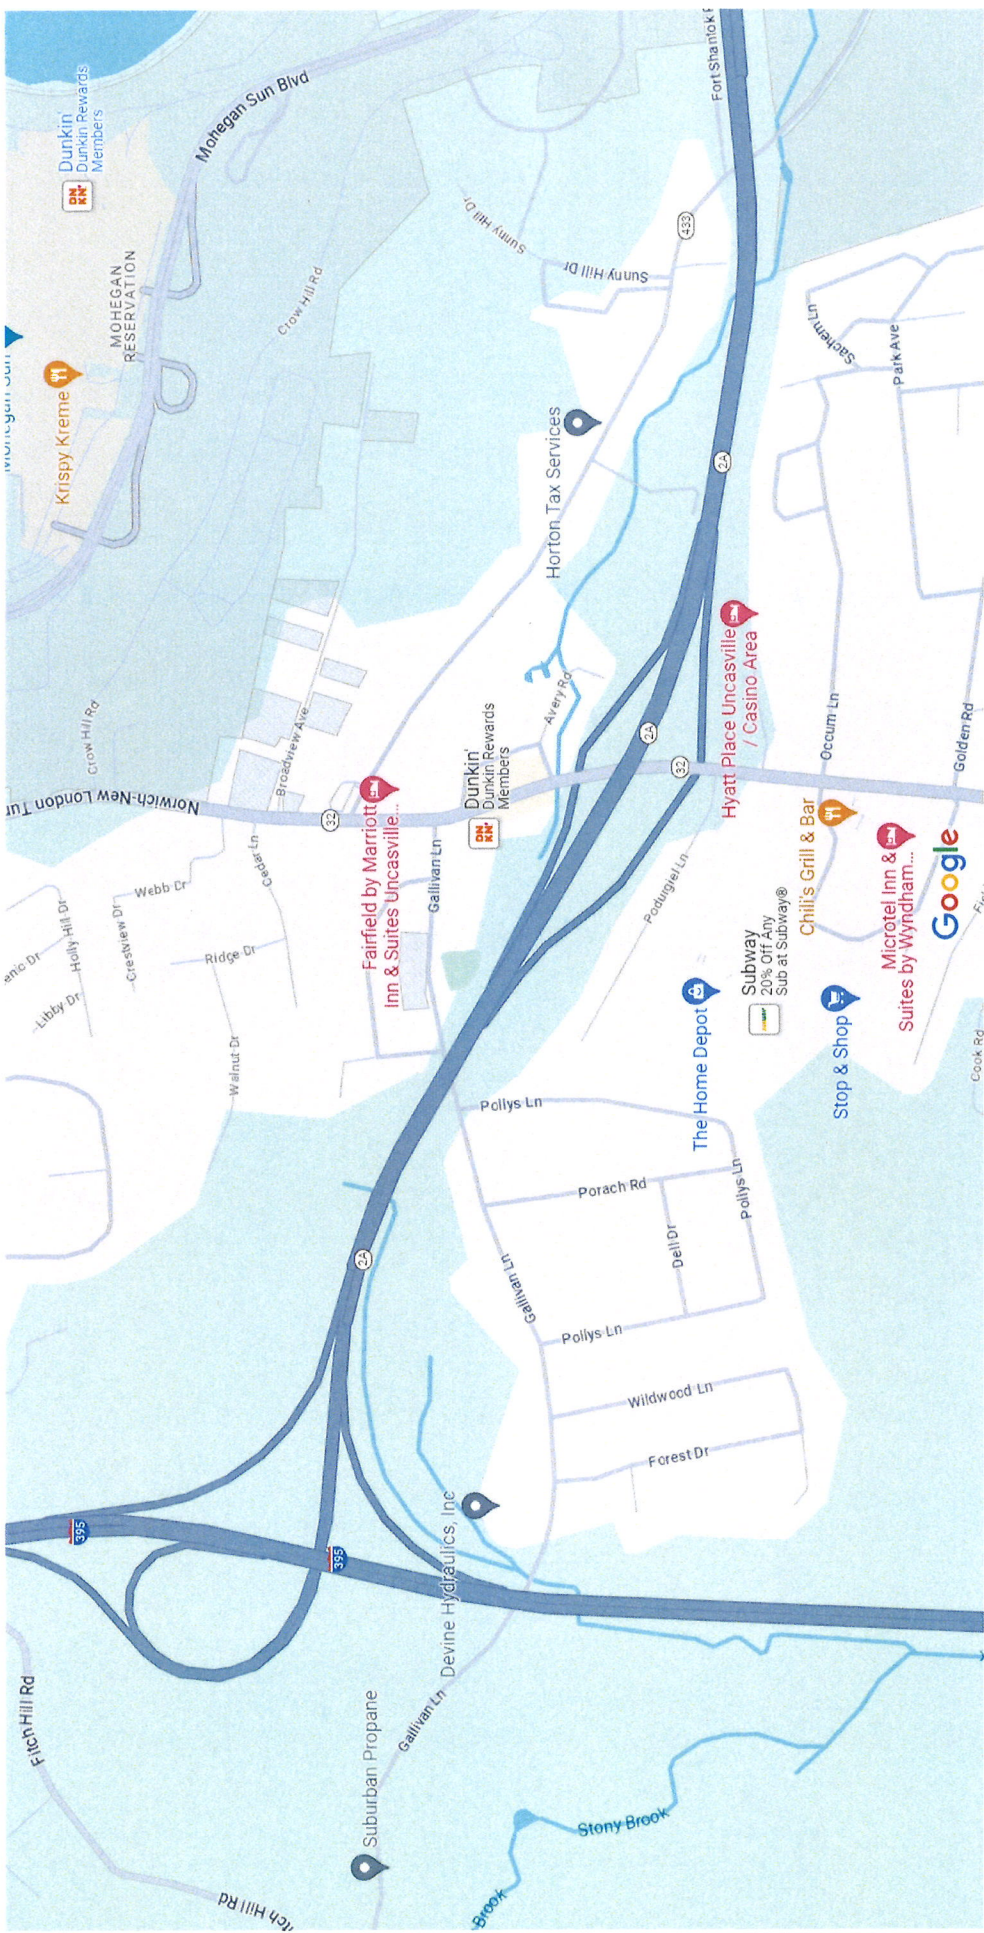 Fitch Hill Rd
395
Krispy Kreme
Dunkin'
Dunkin Rewards
Members
Libby Dr
Holly Hill Dr
Norwich-New London Tur
Crow Hill Rd
MOHEGAN
RESERVATION
Crestview Dr
Webb Dr
Mohegan Sun Blvd
Walnut Dr
Ridge Dr
Cedar Ln
Broadview Ave
Crow Hill Rd
395
2A
32
Suburban Propane
Fairfield by Marriott
Inn & Suites Uncasville...
Gallivan Ln
Devine Hydraulics, Inc
Gallivan Ln
Dunkin'
Dunkin Rewards
Members
Sunny Hill Dr
Brook
Gallivan Ln
Pollys Ln
Avery Rd
Horton Tax Services
Sunny Hill Dr
Stony Brook
Pollys Ln
Porach Rd
Wildwood Ln
Forest Dr
Dell Dr
2A
Podurgiel Ln
32
433
The Home Depot
2A
Fort Shantok
Pollys Ln
Subway
20% Off Any
Sub at Subway®
Hyatt Place Uncasville
/ Casino Area
Stop & Shop
Chili's Grill & Bar
Occum Ln
Sachem Ln
Microtel Inn &
Suites by Wyndham...
Park Ave
Google
Golden Rd
Cook Rd